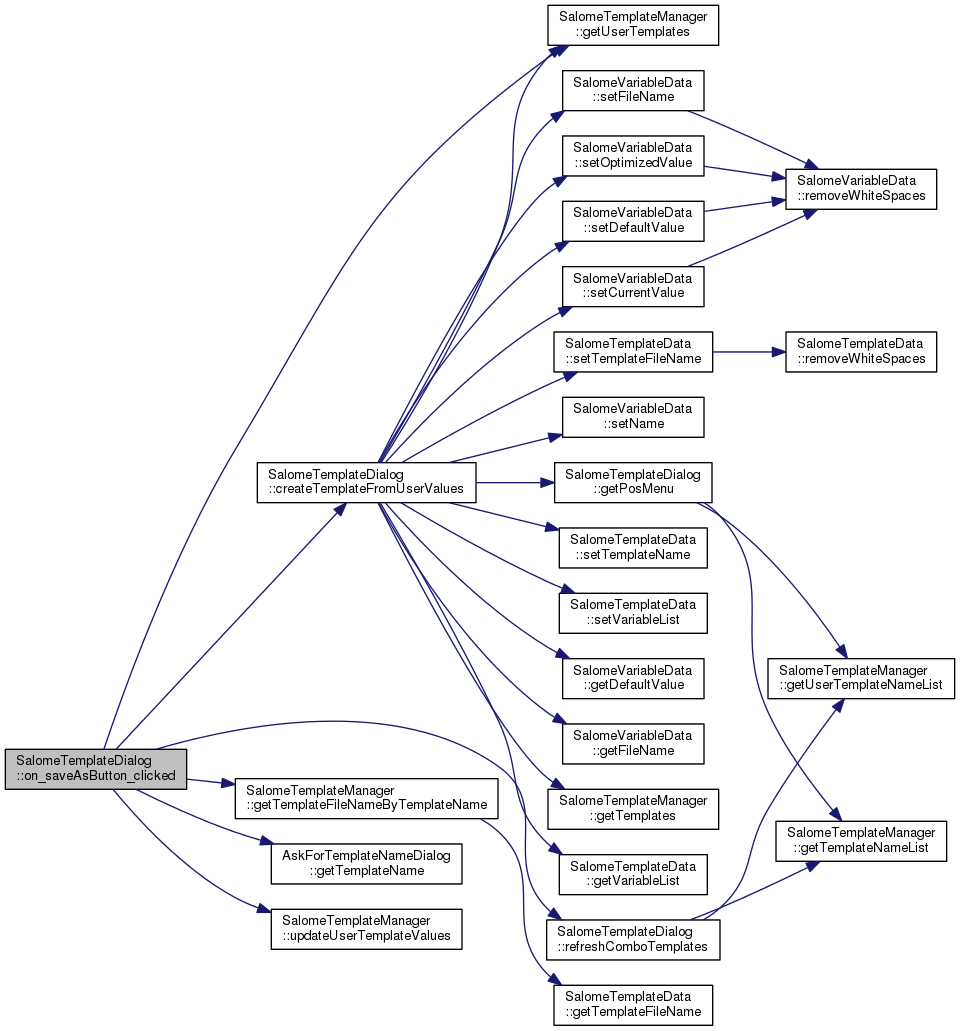 SalomeTemplateManager
::getUserTemplates
SalomeVariableData
::setFileName
SalomeVariableData
::setOptimizedValue
SalomeVariableData
::removeWhiteSpaces
SalomeVariableData
::setDefaultValue
SalomeVariableData
::setCurrentValue
SalomeTemplateData
::setTemplateFileName
SalomeTemplateData
::removeWhiteSpaces
SalomeVariableData
::setName
SalomeTemplateDialog
::createTemplateFromUserValues
SalomeTemplateDialog
::getPosMenu
SalomeTemplateData
::setTemplateName
SalomeTemplateData
::setVariableList
SalomeVariableData
::getDefaultValue
SalomeTemplateManager
::getUserTemplateNameList
SalomeVariableData
::getFileName
SalomeTemplateDialog
::on_saveAsButton_clicked
SalomeTemplateManager
::getTemplateFileNameByTemplateName
SalomeTemplateManager
::getTemplates
SalomeTemplateManager
::getTemplateNameList
AskForTemplateNameDialog
::getTemplateName
SalomeTemplateData
::getVariableList
SalomeTemplateManager
::updateUserTemplateValues
SalomeTemplateDialog
::refreshComboTemplates
SalomeTemplateData
::getTemplateFileName